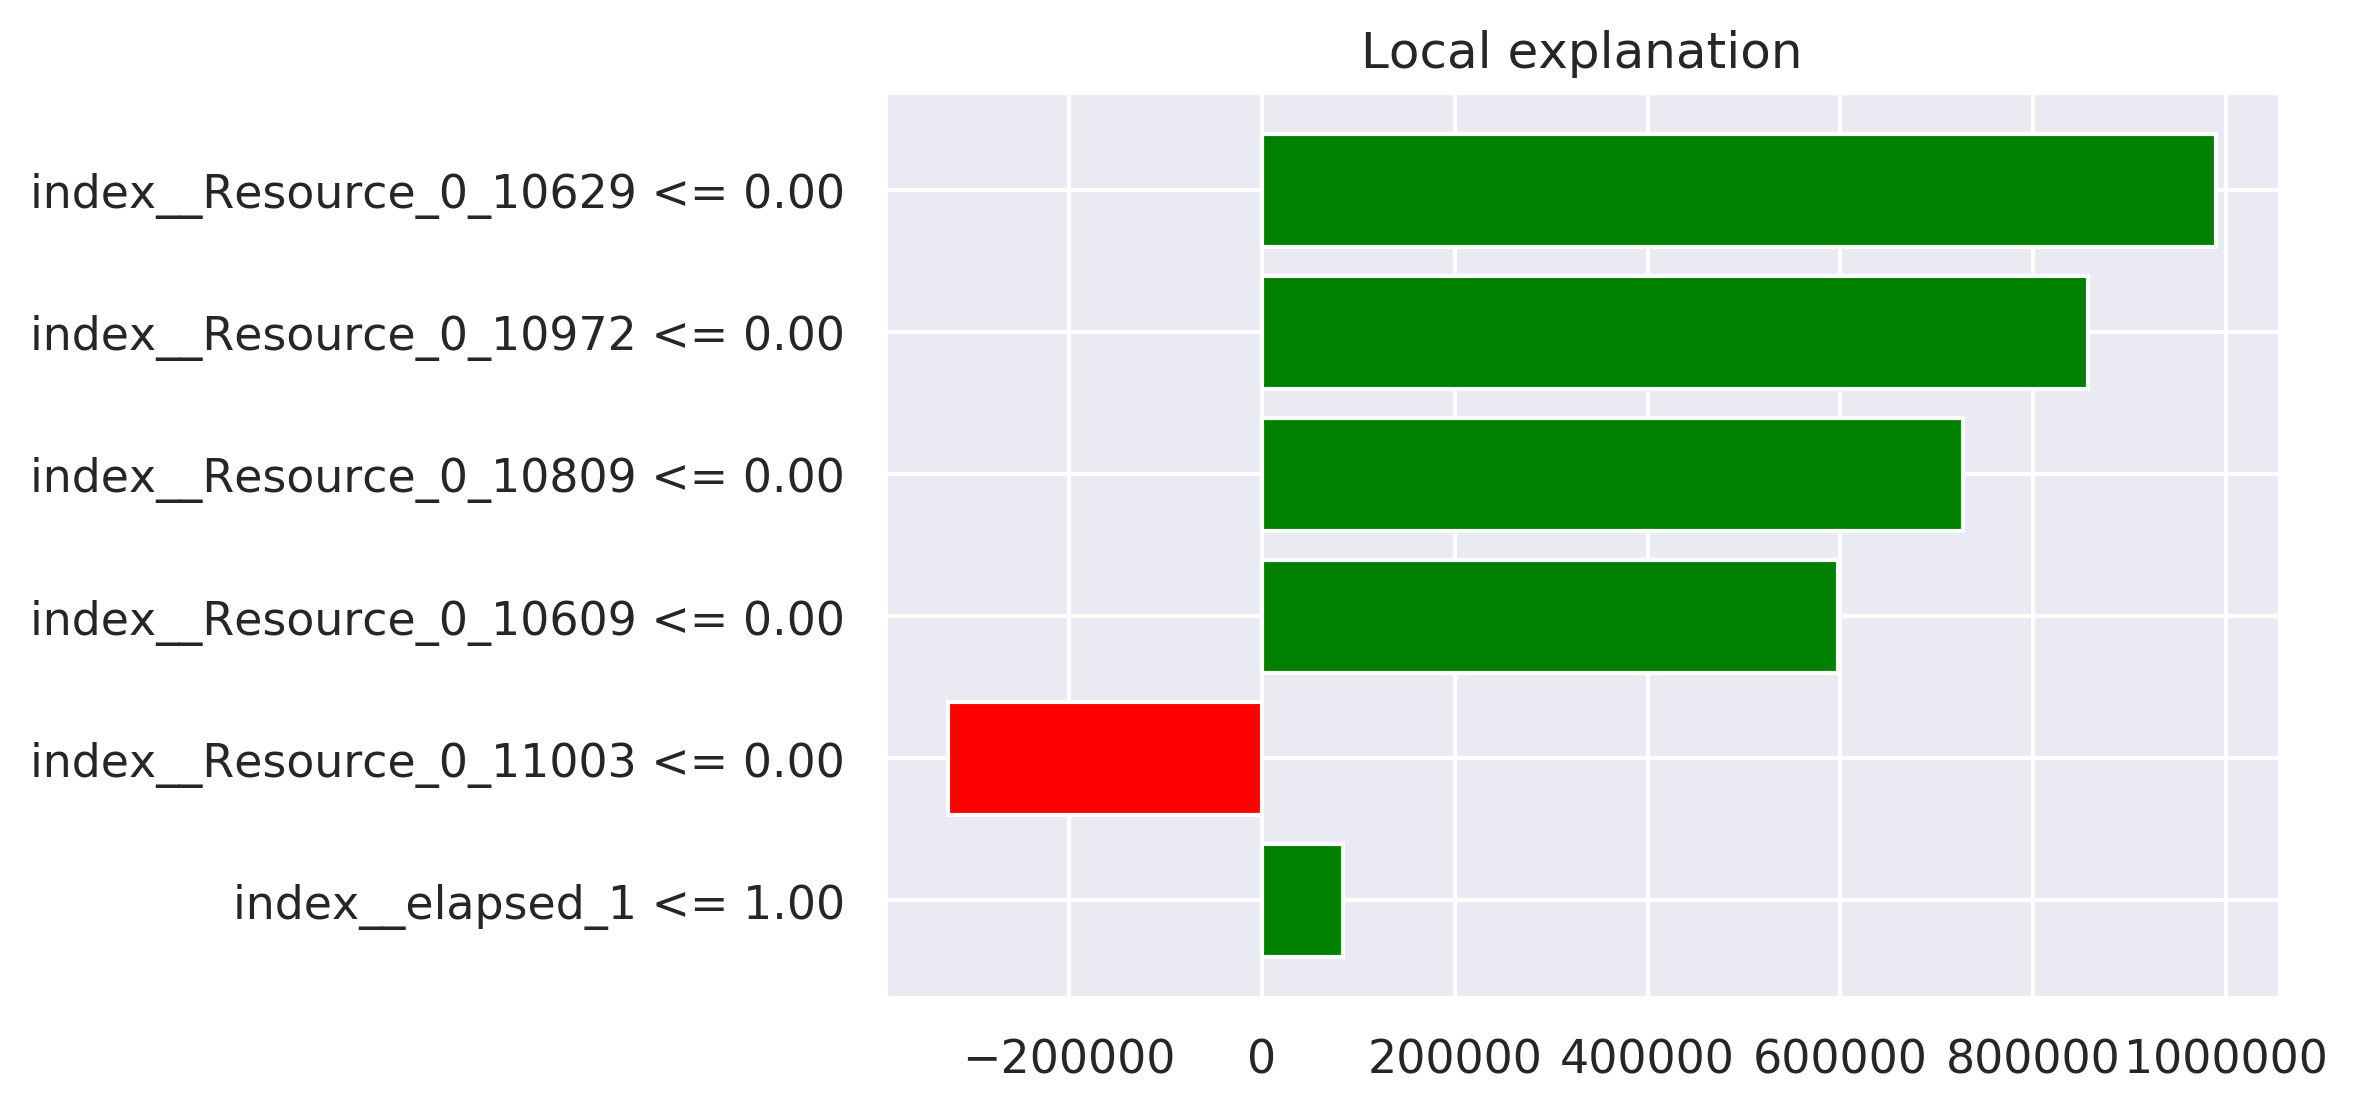 Local explanation
index__Resource_0_10629 <= 0.00
index__Resource_0_10972 <= 0.00
index__Resource_0_10809 <= 0.00
index__Resource_0_10609 <= 0.00
index__Resource_0_11003 <= 0.00
index__elapsed_1 <= 1.00
−200000 0 200000 400000 600000 800000 1000000